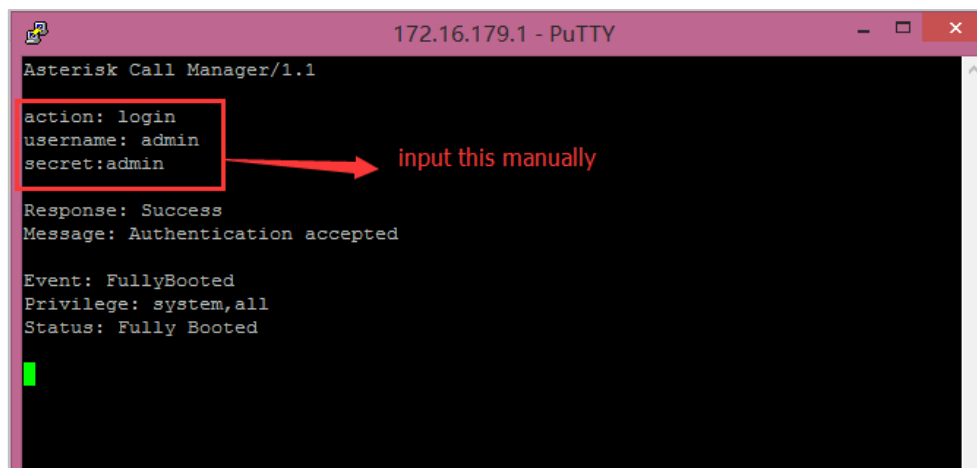 172.16.179.1 - PuTTY
Asterisk Call Manager/1.1
action: login
username: admin
secret:admin
input this manually
Response: Success
Message: Authentication accepted
Event: FullyBooted
Privilege: system,all
Status: Fully Booted